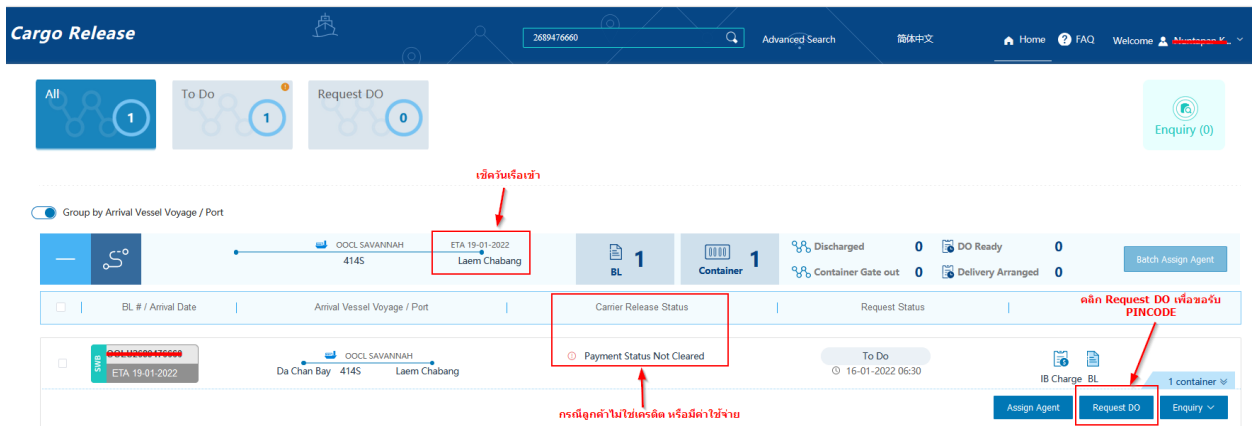 Cargo Release
2689476660
Advanced Search
简体中文
Home
? FAQ
Welcome
All
1
To Do
1
Request DO
0
Enquiry (0)
เช็ควันเรือเข้า
Group by Arrival Vessel Voyage / Port
OOCL SAVANNAH
414S
ETA 19-01-2022
Laem Chabang
BL
1
Container
1
Discharged 0
DO Ready 0
Container Gate out 0
Delivery Arranged 0
Batch Assign Agent
BL # / Arrival Date
Arrival Vessel Voyage / Port
Carrier Release Status
Request Status
คลิก Request DO เพื่อขอรับ
PINCODE
SWB
OOLU2689476660
ETA 19-01-2022
OOCL SAVANNAH
Da Chan Bay 414S Laem Chabang
Payment Status Not Cleared
To Do
16-01-2022 06:30
IB Charge
BL
1 container
กรณีลูกค้าไม่ใช่เครดิต หรือมีค่าใช้จ่าย
Assign Agent
Request DO
Enquiry